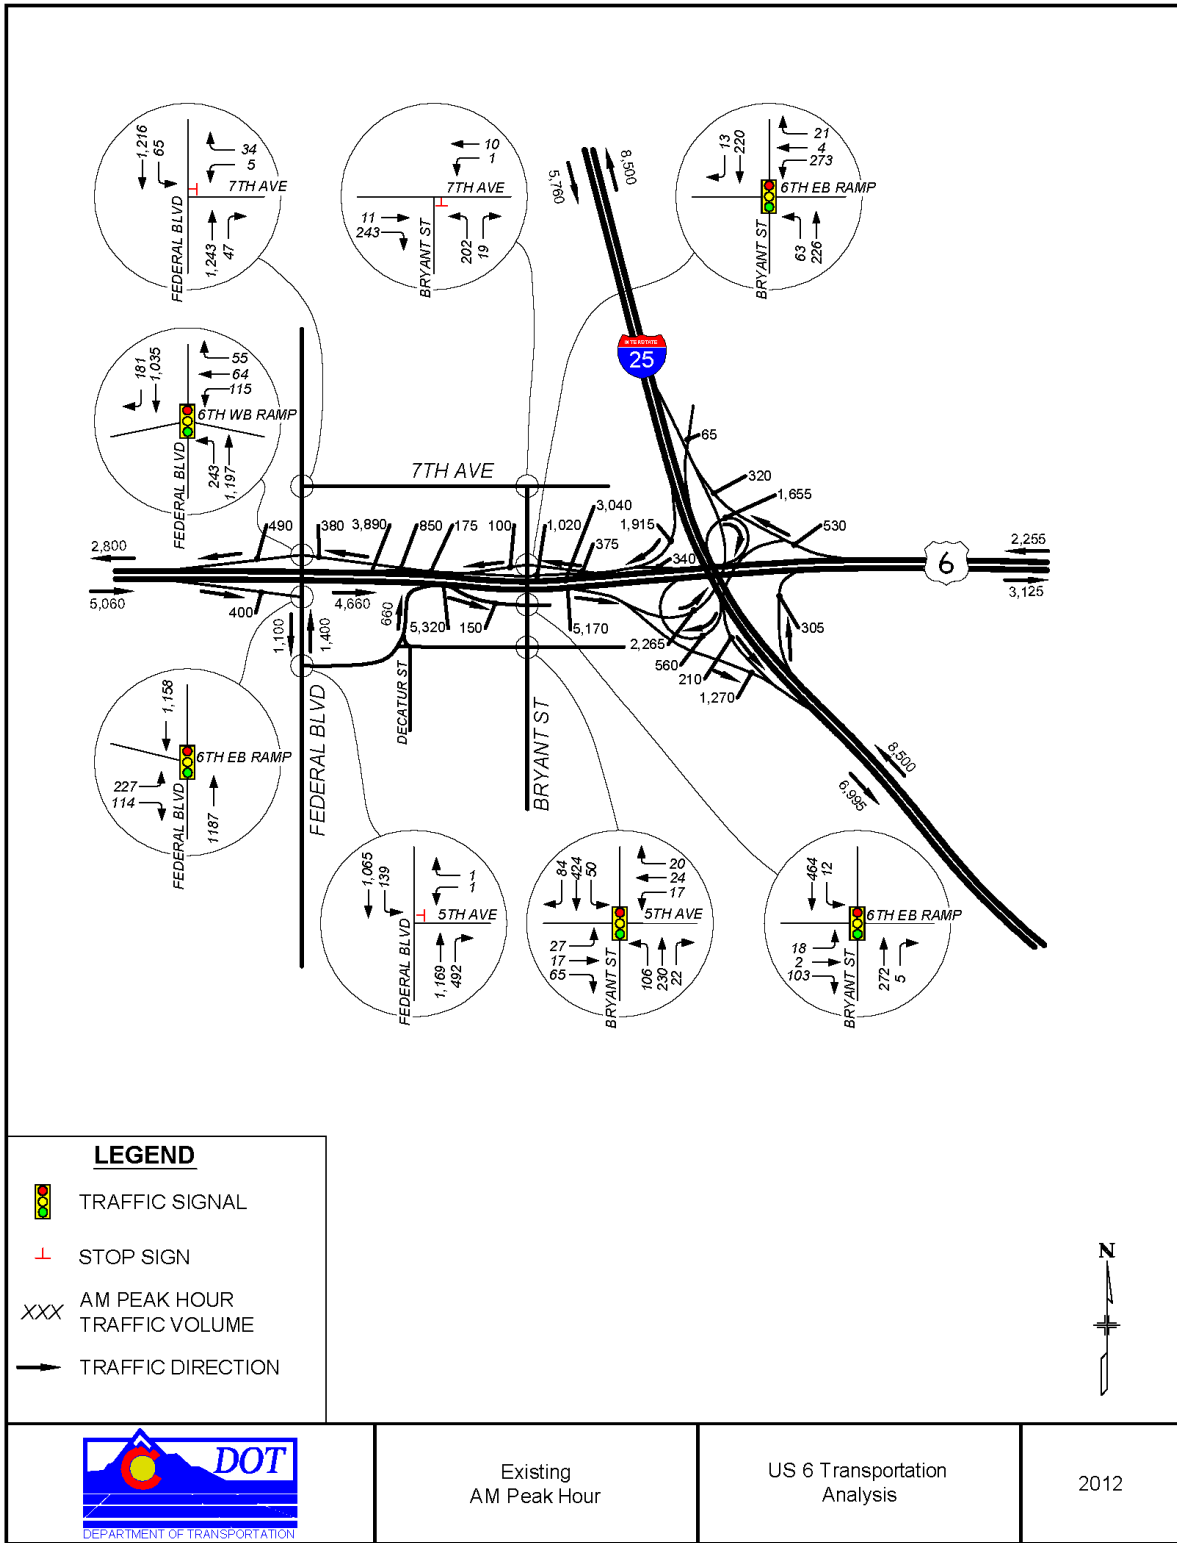 1,216
65
34
5
7TH AVE
FEDERAL BLVD
1,243
47
10
1
7TH AVE
11
243
BRYANT ST
202
19
13
220
21
4
273
6TH EB RAMP
BRYANT ST
63
226
5,760
8,500
INTERSTATE
25
181
1,035
55
64
115
6TH WB RAMP
FEDERAL BLVD
243
1,197
7TH AVE
65
320
1,655
530
490
380
3,890
850
175
100
1,020
3,040
375
1,915
340
2,800
2,255
6
5,060
3,125
400
4,660
660
5,320
150
5,170
2,265
560
210
1,270
305
1,100
1,400
DECATUR ST
FEDERAL BLVD
BRYANT ST
8,500
6,995
1,158
6TH EB RAMP
227
114
FEDERAL BLVD
1187
1,065
139
1
1
5TH AVE
FEDERAL BLVD
1,169
492
84
424
50
20
24
17
5TH AVE
27
17
65
BRYANT ST
106
230
22
464
12
6TH EB RAMP
18
2
103
BRYANT ST
272
5
LEGEND
TRAFFIC SIGNAL
STOP SIGN
XXX AM PEAK HOUR
TRAFFIC VOLUME
TRAFFIC DIRECTION
N
C DOT
DEPARTMENT OF TRANSPORTATION
Existing
AM Peak Hour
US 6 Transportation
Analysis
2012